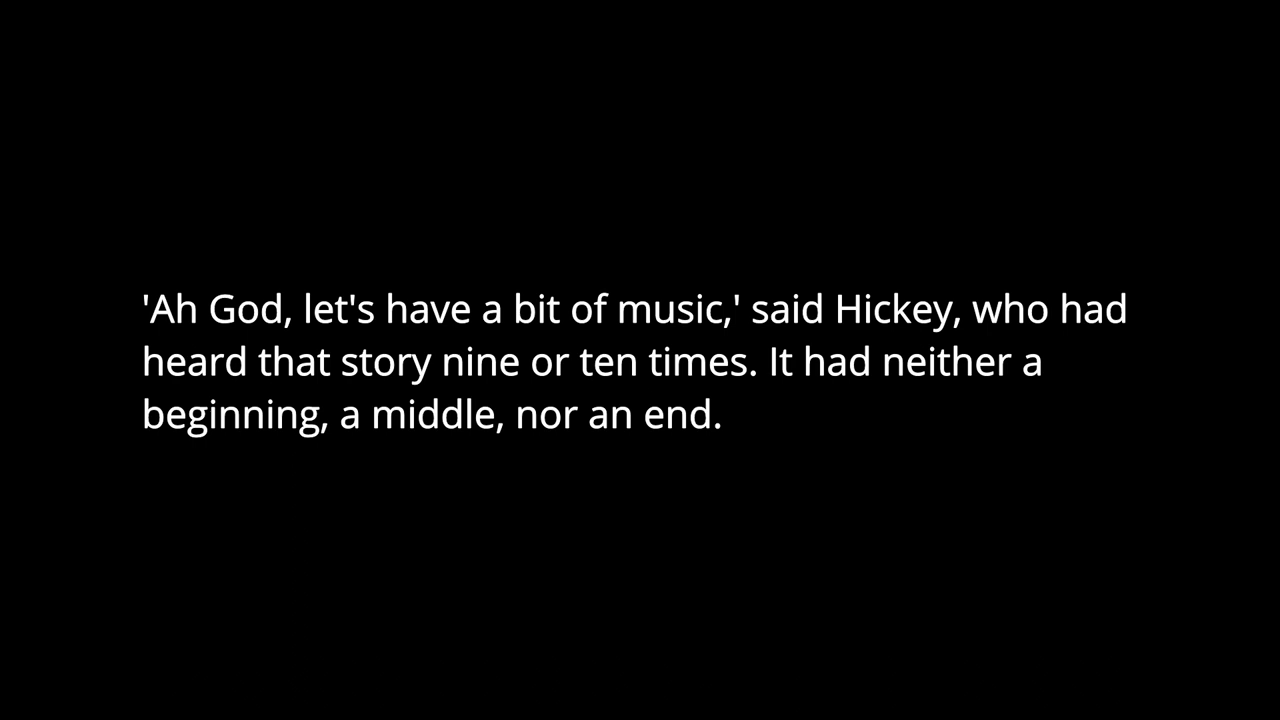 'Ah God, let's have a bit of music,' said Hickey, who had
heard that story nine or ten times. It had neither a
beginning, a middle, nor an end.